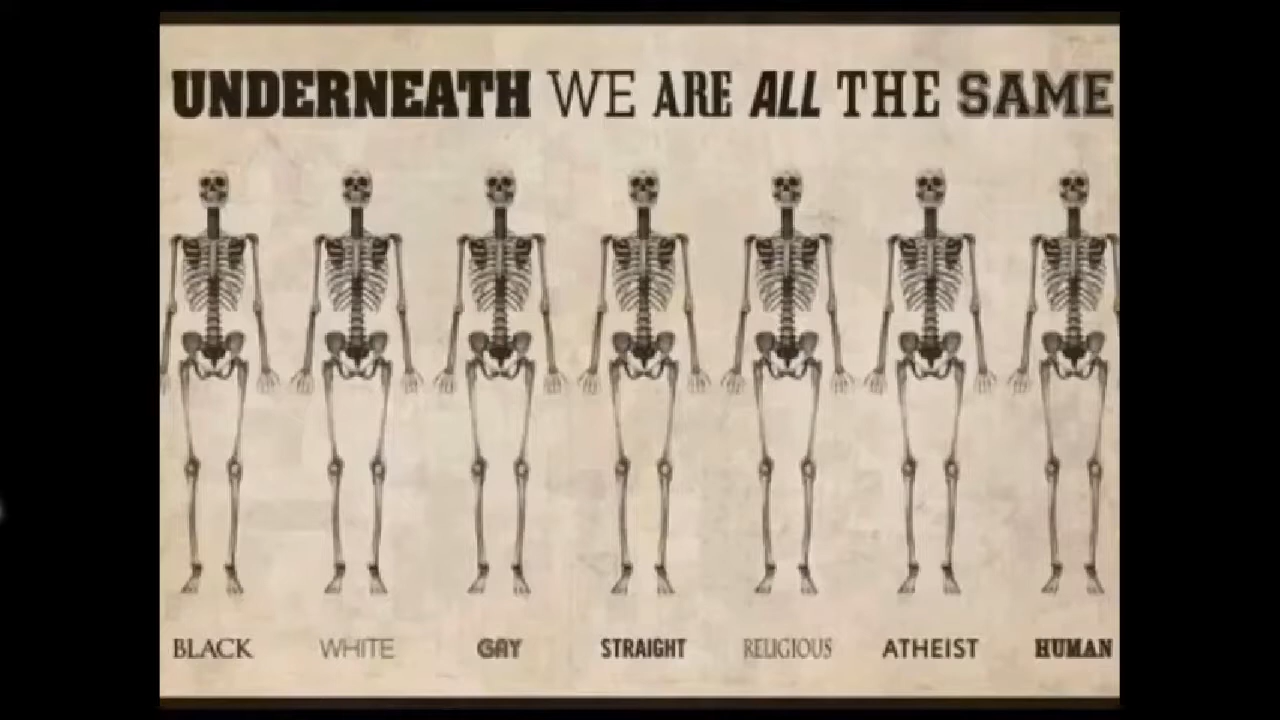 UNDERNEATH WE ARE ALL THE SAME
BLACK WHITE GAY STRAIGHT RELIGIOUS ATHEIST HUMAN